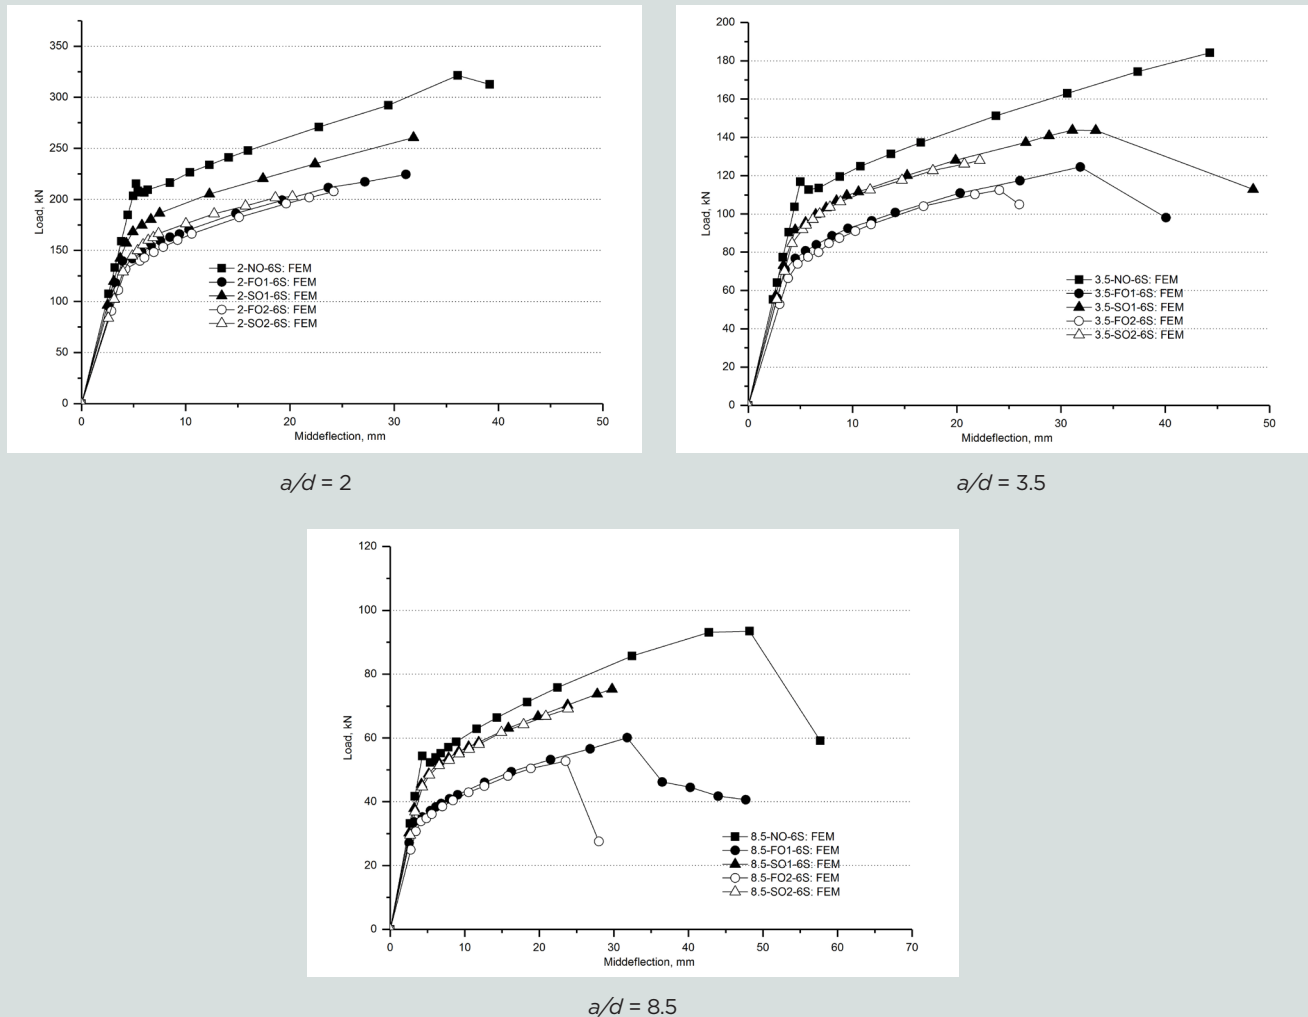 350
300
250
200
150
100
50
0
Load, kN
2-NO-6S: FEM
2-FO1-6S: FEM
2-SO1-6S: FEM
2-FO2-6S: FEM
2-SO2-6S: FEM
0 10 20 30 40 50
Middeflection, mm
a/d = 2
200
180
160
140
120
100
80
60
40
20
0
Load, kN
3.5-NO-6S: FEM
3.5-FO1-6S: FEM
3.5-SO1-6S: FEM
3.5-FO2-6S: FEM
3.5-SO2-6S: FEM
0 10 20 30 40 50
Middeflection, mm
a/d = 3.5
120
100
80
60
40
20
0
Load, kN
8.5-NO-6S: FEM
8.5-FO1-6S: FEM
8.5-SO1-6S: FEM
8.5-FO2-6S: FEM
8.5-SO2-6S: FEM
0 10 20 30 40 50 60 70
Middeflection, mm
a/d = 8.5